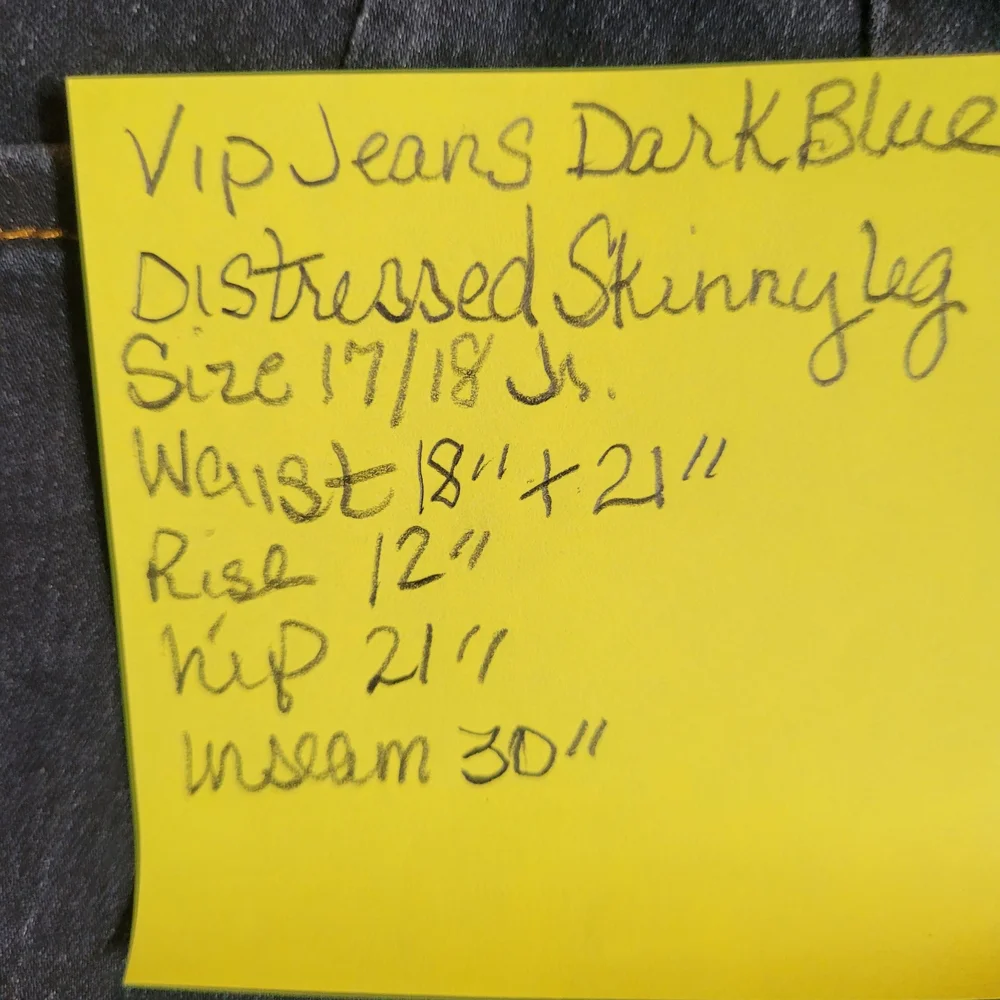 Vip Jeans Dark Blue
Distressed Skinny leg
Size 17/18 Jr.
Waist 18" + 21"
Rise 12"
hip 21"
inseam 30"